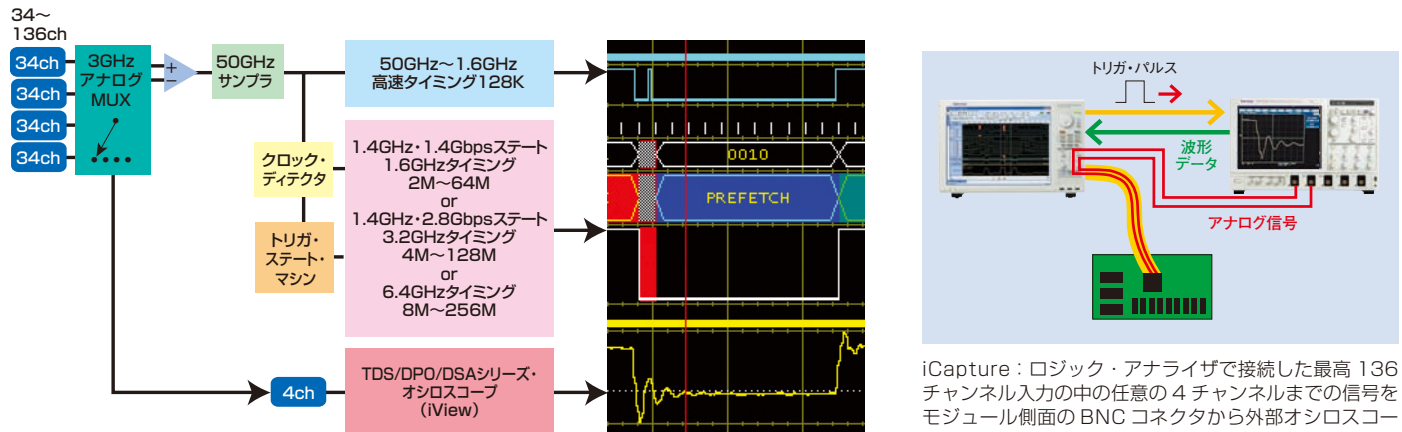 34〜
136ch
34ch
34ch
34ch
34ch
3GHz
アナログ
MUX
+
−
50GHz
サンプラ
クロック・
ディテクタ
トリガ・
ステート・
マシン
50GHz〜1.6GHz
高速タイミング128K
1.4GHz・1.4Gbpsステート
1.6GHzタイミング
2M〜64M
or
1.4GHz・2.8Gbpsステート
3.2GHzタイミング
4M〜128M
or
6.4GHzタイミング
8M〜256M
4ch
TDS/DPO/DSAシリーズ・
オシロスコープ
（iView）
0010
PREFETCH
トリガ・パルス
波形
データ
アナログ信号
iCapture：ロジック・アナライザで接続した最高 136
チャンネル入力の中の任意の 4 チャンネルまでの信号を
モジュール側面の BNC コネクタから外部オシロスコー